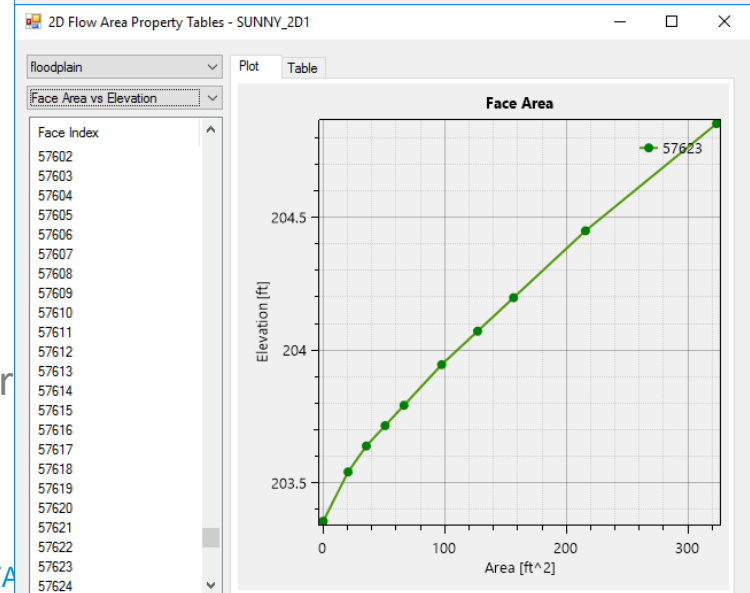 2D Flow Area Property Tables - SUNNY_2D1
floodplain
Plot Table
Face Area vs Elevation
Face Index
57602
57603
57604
57605
57606
57607
57608
57609
57610
57611
57612
57613
57614
57615
57616
57617
57618
57619
57620
57621
57622
57623
57624
Face Area
57623
204.5
204
203.5
Elevation [ft]
0 100 200 300
Area [ft^2]
r